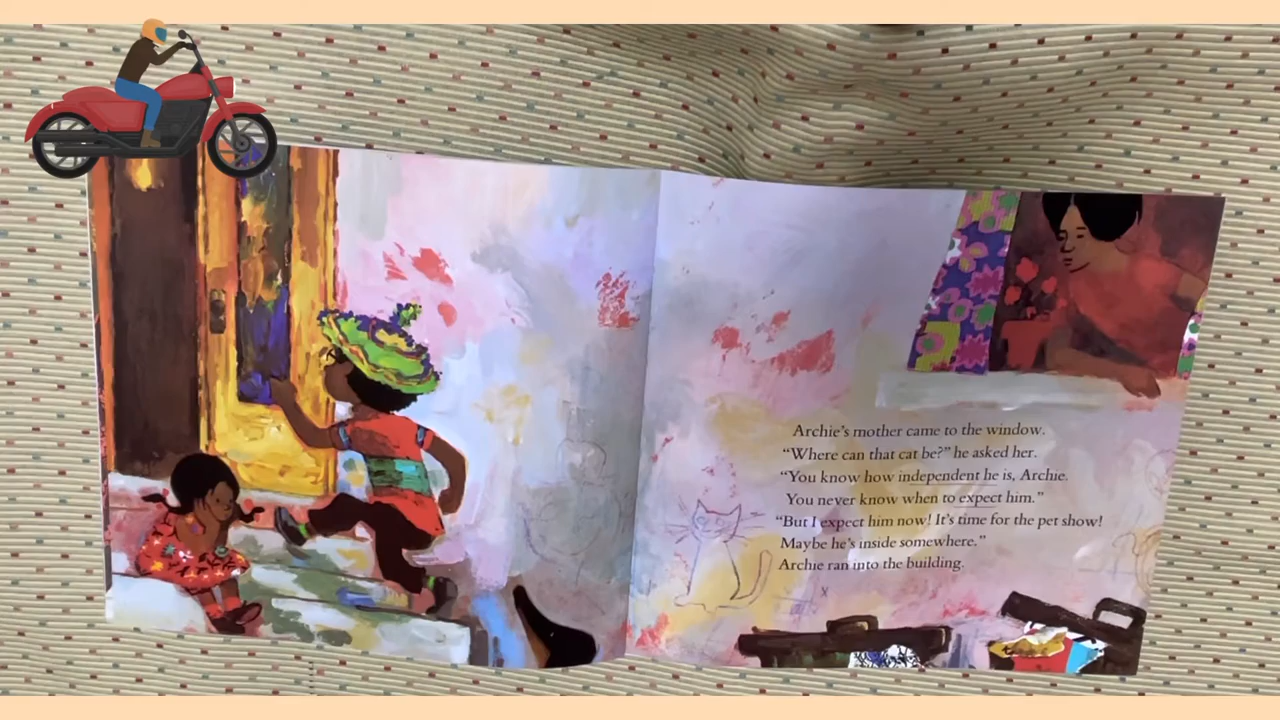 Archie's mother came to the window.
“Where can that cat be?” he asked her.
“You know how independent he is, Archie.
You never know when to expect him.”
“But I expect him now! It's time for the pet show!
Maybe he's inside somewhere.”
Archie ran into the building.